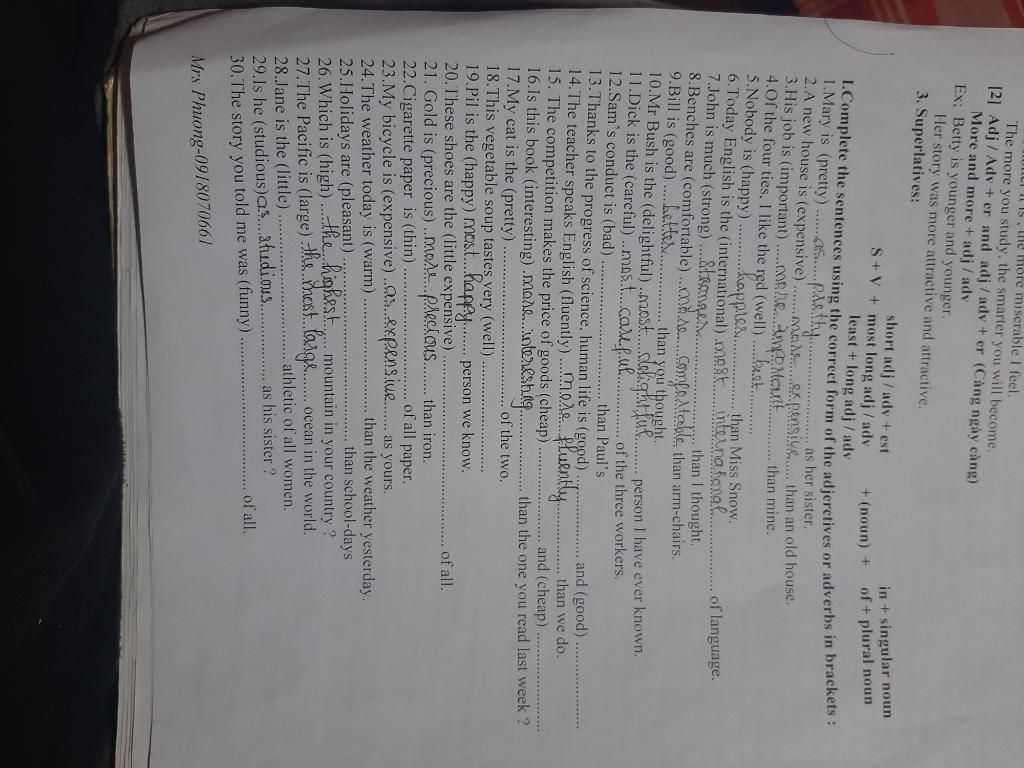 it is , the more miserable I feel.
The more you study, the smarter you will become.
[2] Adj / Adv + er and adj / adv + er (Càng ngày càng)
More and more + adj / adv
Ex: Betty is younger and younger.
Her story was more attractive and attractive.
3. Superlatives:
short adj / adv + est in + singular noun
S + V + most long adj / adv + (noun) + of + plural noun
least + long adj / adv
I.Complete the sentences using the correct form of the adjectives or adverbs in brackets :
1.Mary is (pretty) ........as....pretty............ as her sister.
2.A new house is (expensive) .......more expensive.... than an old house.
3.His job is (important) .....more important............ than mine.
4.Of the four ties, I like the red (well) ....best............
5.Nobody is (happy) .............happier............ than Miss Snow.
6.Today English is the (international) most international............ of language.
7.John is much (strong) ....stronger............ than I thought.
8.Benches are (comfortable) ...more comfortable than arm-chairs.
9.Bill is (good) .....better............ than you thought.
10.Mr Bush is the (delightful) .most delightful....... person I have ever known.
11.Dick is the (careful) ..most careful............ of the three workers.
12.Sam's conduct is (bad) ........................ than Paul's
13.Thanks to the progress of science, human life is (good) ..................... and (good) .....................
14.The teacher speaks English (fluently) ..more fluently............ than we do.
15. The competition makes the price of goods (cheap) ..................... and (cheap) .....................
16.Is this book (interesting) .more interesting............ than the one you read last week ?
17.My cat is the (pretty) ........................ of the two.
18.This vegetable soup tastes very (well) ........................
19.Pil is the (happy) most happy....... person we know.
20.These shoes are the (little expensive) ........................ of all.
21. Gold is (precious) ..more precious....... than iron.
22.Cigarette paper is (thin) ........................ of all paper.
23.My bicycle is (expensive) ..as..expensive..... as yours.
24.The weather today is (warm) ........................ than the weather yesterday.
25.Holidays are (pleasant) ........................ than school-days
26.Which is (high) .....the highest..... mountain in your country ?
27.The Pacific is (large) .the most large....... ocean in the world.
28.Jane is the (little) ........................ athletic of all women.
29.Is he (studious)as...studious............ as his sister ?
30.The story you told me was (funny) ........................ of all.
Mrs Phuong-0918070661